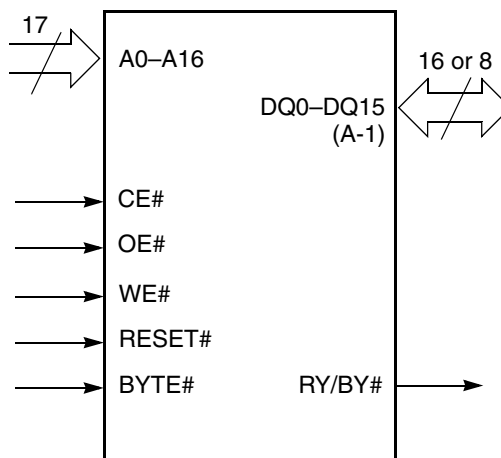 17
A0–A16
16 or 8
DQ0–DQ15
(A-1)
CE#
OE#
WE#
RESET#
BYTE#
RY/BY#